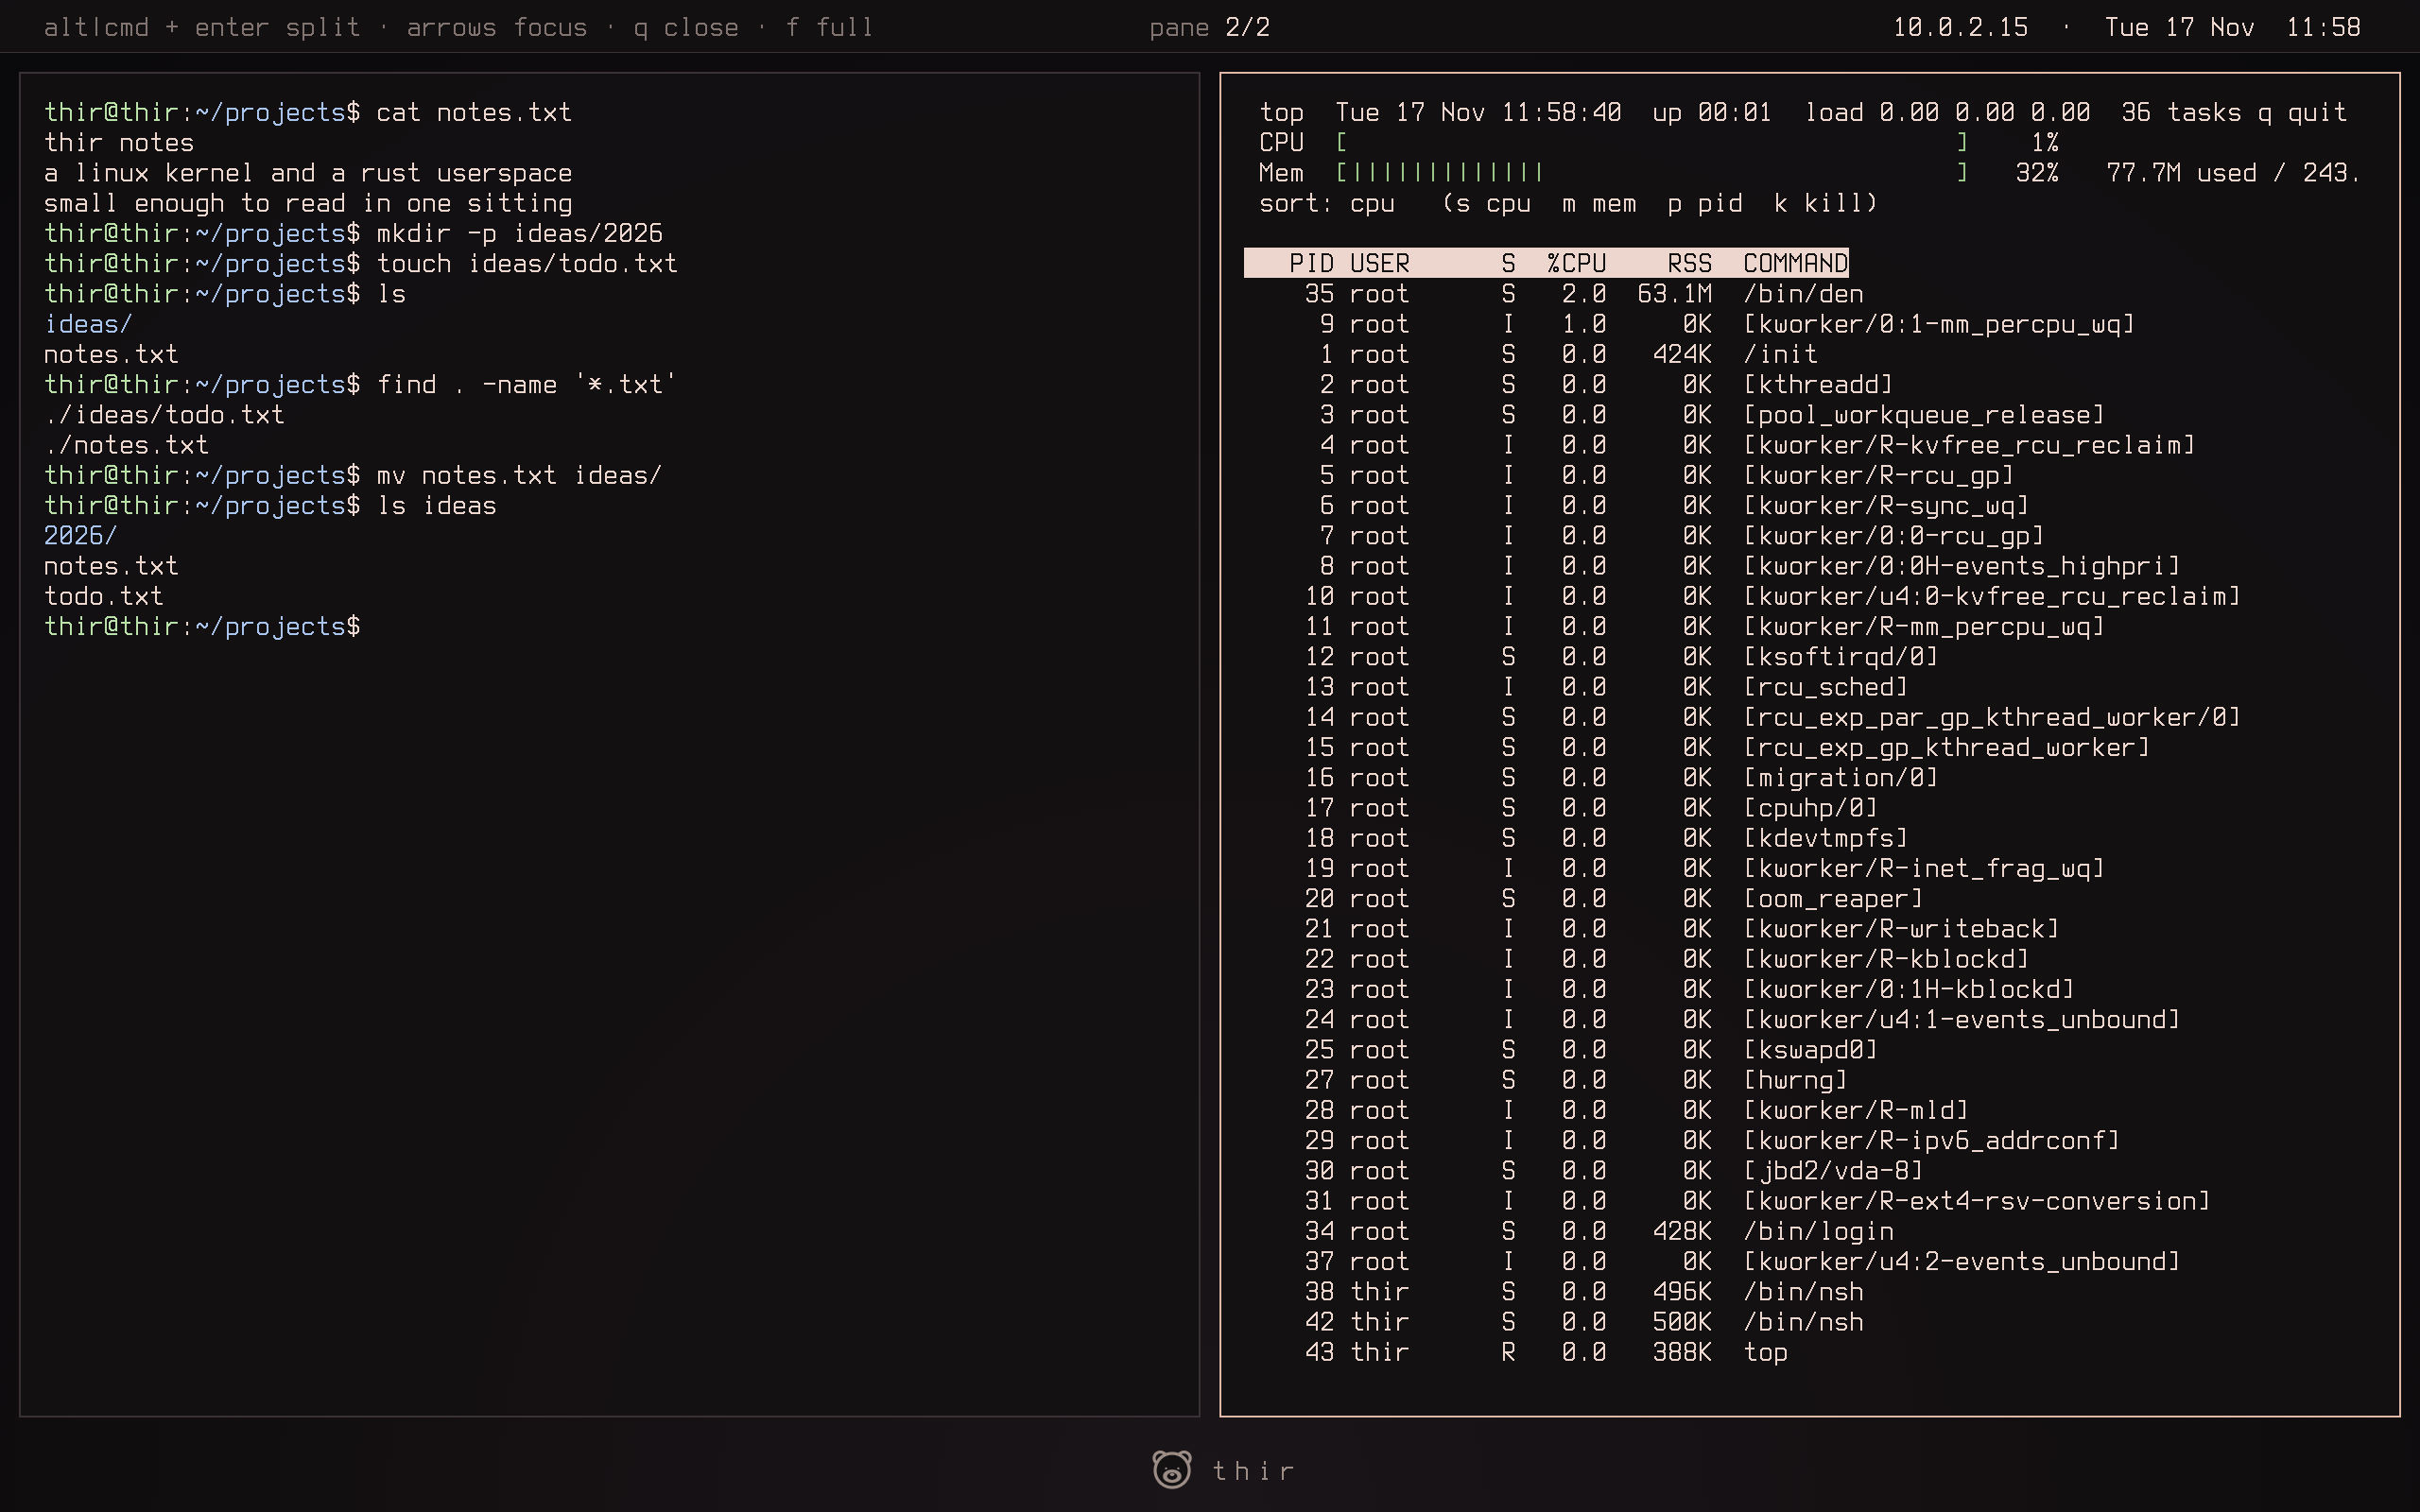 alt|cmd + enter split · arrows focus · q close · f full
pane 2/2
10.0.2.15 · Tue 17 Nov 11:58
thir@thir:~/projects$ cat notes.txt
thir notes
a linux kernel and a rust userspace
small enough to read in one sitting
thir@thir:~/projects$ mkdir -p ideas/2026
thir@thir:~/projects$ touch ideas/todo.txt
thir@thir:~/projects$ ls
ideas/
notes.txt
thir@thir:~/projects$ find . -name '*.txt'
./ideas/todo.txt
./notes.txt
thir@thir:~/projects$ mv notes.txt ideas/
thir@thir:~/projects$ ls ideas
2026/
notes.txt
todo.txt
thir@thir:~/projects$
top Tue 17 Nov 11:58:40 up 00:01 load 0.00 0.00 0.00 36 tasks q quit
CPU [ ] 1%
Mem [||||||||||||| ] 32% 77.7M used / 243.
sort: cpu (s cpu m mem p pid k kill)
PID USER S %CPU RSS COMMAND
35 root S 2.0 63.1M /bin/den
9 root I 1.0 0K [kworker/0:1-mm_percpu_wq]
1 root S 0.0 424K /init
2 root S 0.0 0K [kthreadd]
3 root S 0.0 0K [pool_workqueue_release]
4 root I 0.0 0K [kworker/R-kvfree_rcu_reclaim]
5 root I 0.0 0K [kworker/R-rcu_gp]
6 root I 0.0 0K [kworker/R-sync_wq]
7 root I 0.0 0K [kworker/0:0-rcu_gp]
8 root I 0.0 0K [kworker/0:0H-events_highpri]
10 root I 0.0 0K [kworker/u4:0-kvfree_rcu_reclaim]
11 root I 0.0 0K [kworker/R-mm_percpu_wq]
12 root S 0.0 0K [ksoftirqd/0]
13 root I 0.0 0K [rcu_sched]
14 root S 0.0 0K [rcu_exp_par_gp_kthread_worker/0]
15 root S 0.0 0K [rcu_exp_gp_kthread_worker]
16 root S 0.0 0K [migration/0]
17 root S 0.0 0K [cpuhp/0]
18 root S 0.0 0K [kdevtmpfs]
19 root I 0.0 0K [kworker/R-inet_frag_wq]
20 root S 0.0 0K [oom_reaper]
21 root I 0.0 0K [kworker/R-writeback]
22 root I 0.0 0K [kworker/R-kblockd]
23 root I 0.0 0K [kworker/0:1H-kblockd]
24 root I 0.0 0K [kworker/u4:1-events_unbound]
25 root S 0.0 0K [kswapd0]
27 root S 0.0 0K [hwrng]
28 root I 0.0 0K [kworker/R-mld]
29 root I 0.0 0K [kworker/R-ipv6_addrconf]
30 root S 0.0 0K [jbd2/vda-8]
31 root I 0.0 0K [kworker/R-ext4-rsv-conversion]
34 root S 0.0 428K /bin/login
37 root I 0.0 0K [kworker/u4:2-events_unbound]
38 thir S 0.0 496K /bin/nsh
42 thir S 0.0 500K /bin/nsh
43 thir R 0.0 388K top
thir